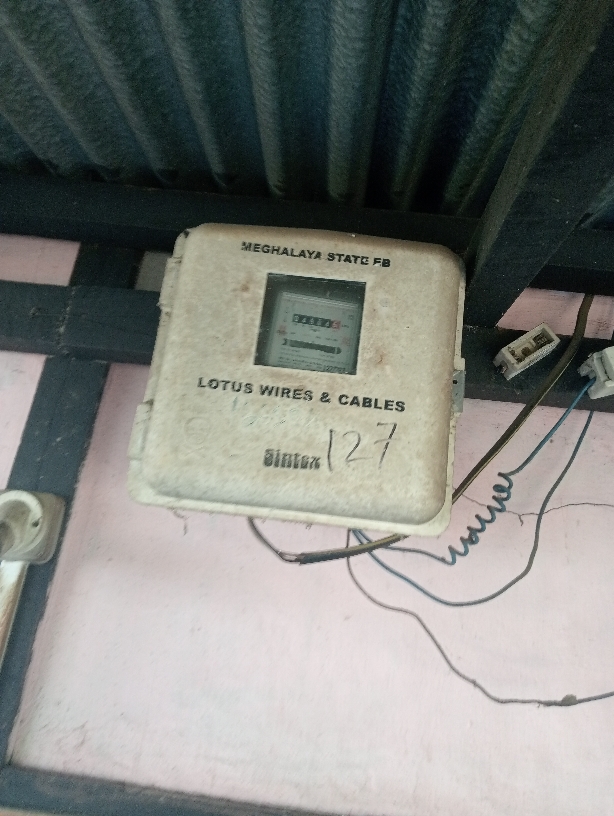 MEGHALAYA STATE EB
LOTUS WIRES & CABLES
Sintex 127